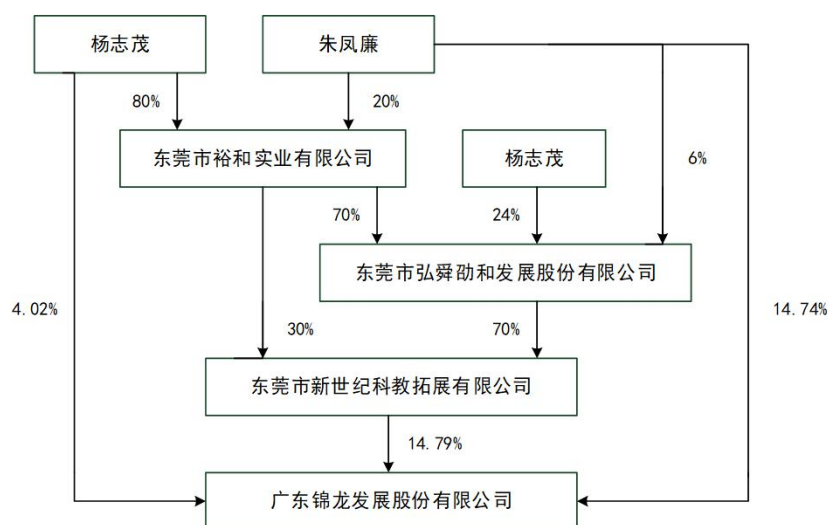 杨志茂
朱凤廉
80%
20%
东莞市裕和实业有限公司
杨志茂
6%
70%
24%
东莞市弘舜劭和发展股份有限公司
4.02%
14.74%
30%
70%
东莞市新世纪科教拓展有限公司
14.79%
广东锦龙发展股份有限公司